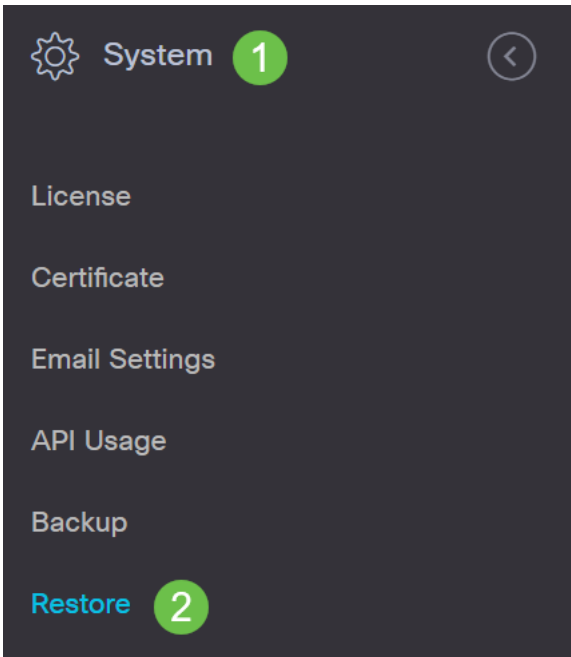 System 1
License
Certificate
Email Settings
API Usage
Backup
Restore 2